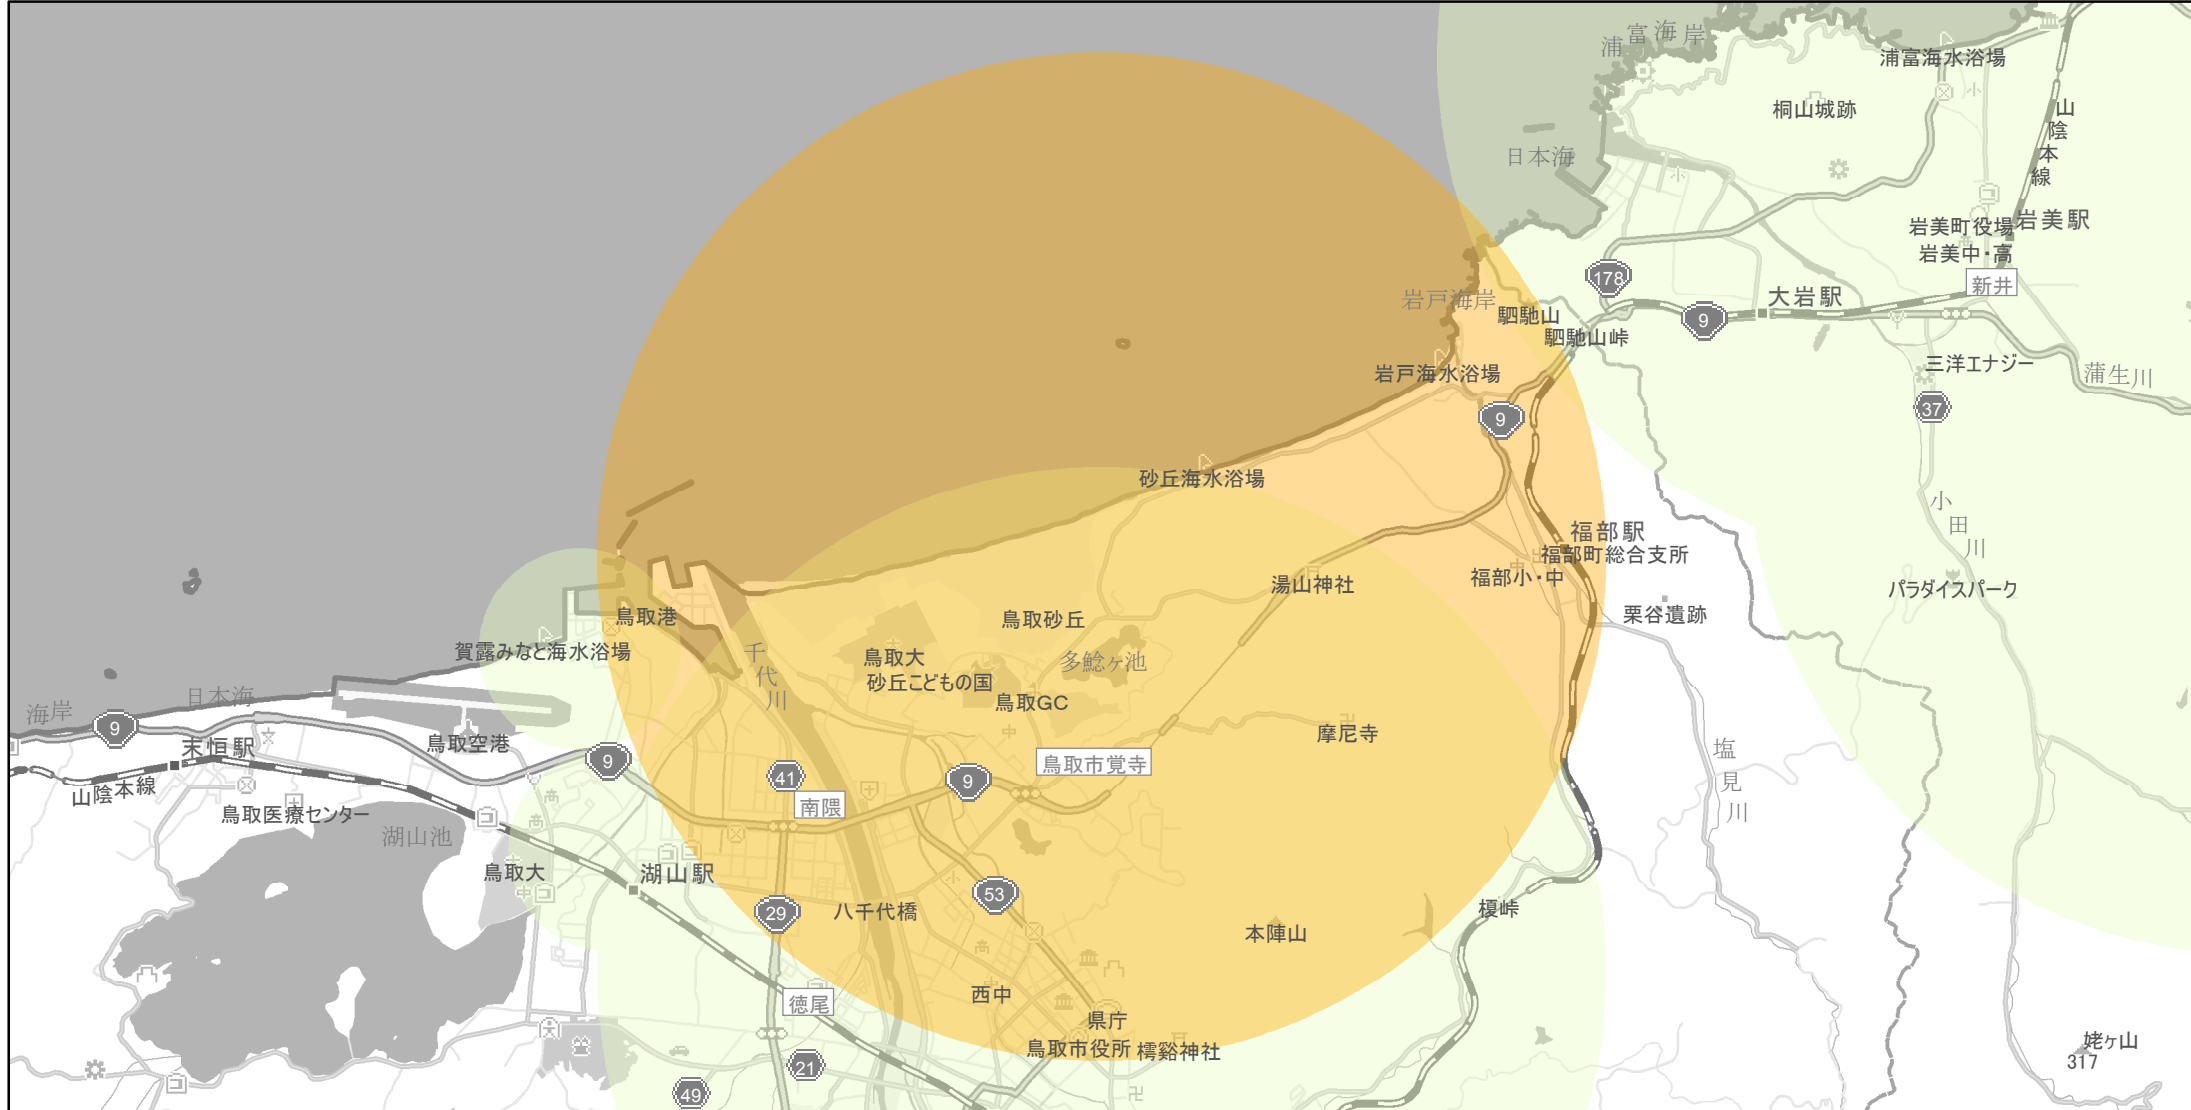 浦富海岸
浦富海水浴場
桐山城跡
山陰本線
日本海
岩美町役場
岩美駅
岩美中・高
新井
178
大岩駅
9
岩戸海岸
駟馳山
駟馳山峠
岩戸海水浴場
三洋エナジー
蒲生川
37
9
砂丘海水浴場
小田川
福部駅
福部町総合支所
福部小・中
湯山神社
パラダイスパーク
栗谷遺跡
鳥取港
鳥取砂丘
賀露みなと海水浴場
千代川
鳥取大
多鯰ヶ池
砂丘こどもの国
鳥取GC
日本海
海岸
9
末恒駅
鳥取空港
摩尼寺
塩見川
9
41
鳥取市覚寺
9
山陰本線
鳥取医療センター
南隈
湖山池
鳥取大
湖山駅
53
29
八千代橋
榎峠
本陣山
西中
徳尾
県庁
鳥取市役所
樗谿神社
姥ヶ山
317
21
49